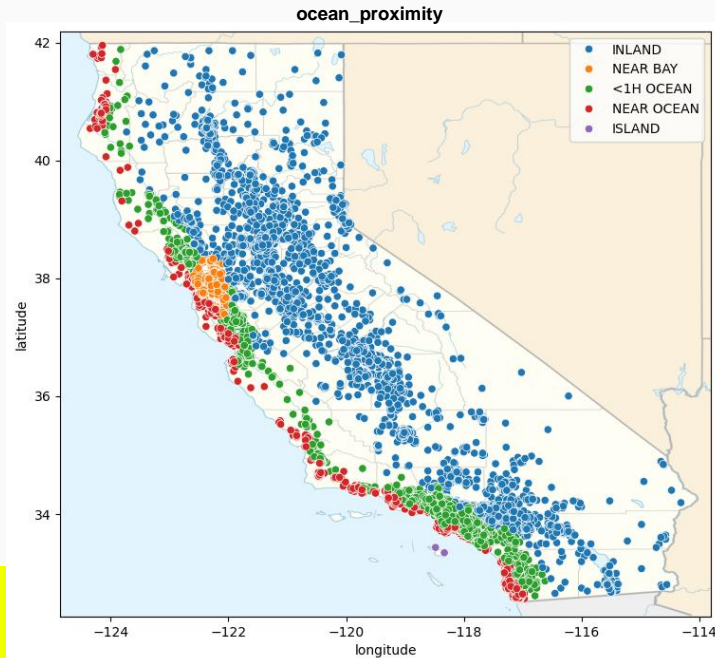 ocean_proximity
INLAND
NEAR BAY
<1H OCEAN
NEAR OCEAN
ISLAND
42
40
38
36
34
latitude
−124
−122
−120
−118
−116
−114
longitude